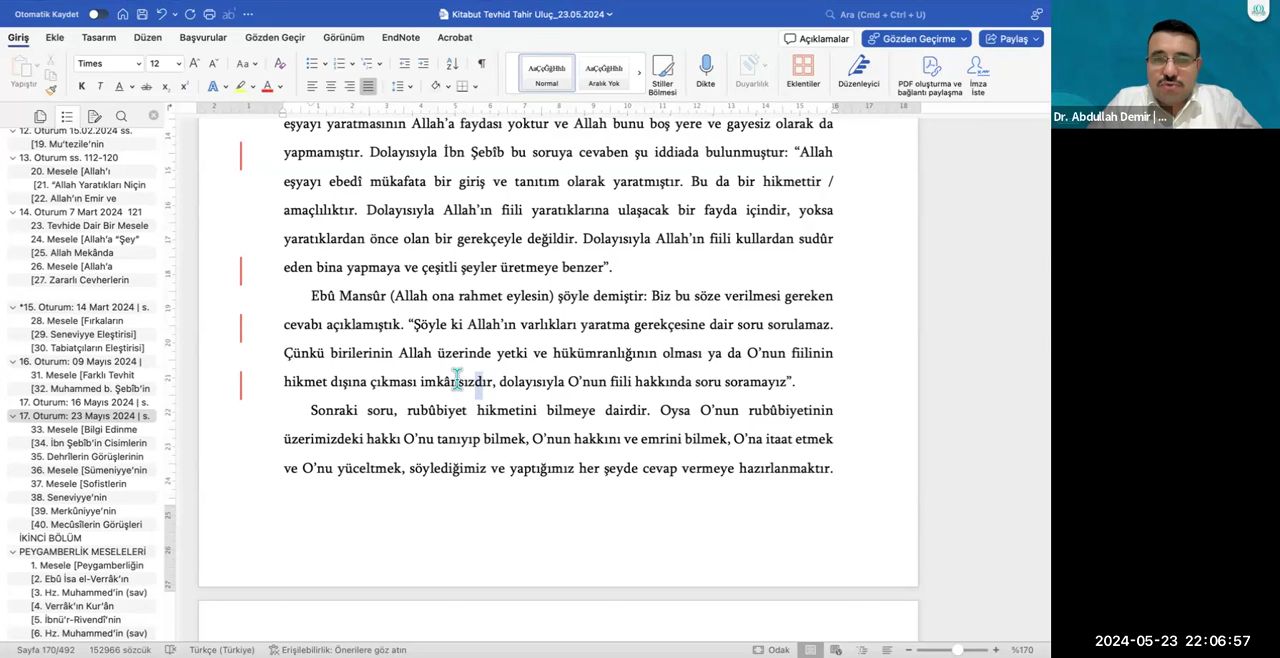 Otomatik Kaydet
Kitabut Tevhid Tahir Uluç_23.05.2024
Ara (Cmd + Ctrl + U)
Giriş Ekle Tasarım Düzen Başvurular Gözden Geçir Görünüm EndNote Acrobat
Açıklamalar Gözden Geçirme Paylaş
Yapıştır
Times 12
K T A ab x₂ x²
AaÇçĞğHh Normal
AaÇçĞğHh Aralık Yok
Stiller Bölmesi
Dikte
Duyarlılık
Eklentiler
Düzenleyici
PDF oluşturma ve bağlantı paylaşma
İmza iste
12. Oturum 15.02.2024 ss.
[19. Mu'tezile'nin
13. Oturum ss. 112-120
20. Mesele [Allah'ı
[21. "Allah Yaratıkları Niçin
[22. Allah'ın Emir ve
14. Oturum 7 Mart 2024 121
23. Tevhide Dair Bir Mesele
24. Mesele [Allah'a "Şey"
[25. Allah Mekânda
26. Mesele [Allah'a
[27. Zararlı Cevherlerin
*15. Oturum: 14 Mart 2024 | s.
28. Mesele [Fırkaların
[29. Seneviyye Eleştirisi]
[30. Tabiatçıların Eleştirisi]
16. Oturum: 09 Mayıs 2024 |
31. Mesele [Farklı Tevhit
[32. Muhammed b. Şebîb'in
17. Oturum: 16 Mayıs 2024 |
17. Oturum: 23 Mayıs 2024 | s.
33. Mesele [Bilgi Edinme
[34. İbn Şebîb'in Cisimlerin
35. Dehrîlerin Görüşlerinin
36. Mesele [Sümeniyye'nin
37. Mesele [Sofistlerin
38. Seneviyye'nin
[39. Merkûniyye'nin
[40. Mecûsîlerin Görüşleri
İKİNCİ BÖLÜM
PEYGAMBERLİK MESELELERİ
1. Mesele [Peygamberliğin
[2. Ebû İsa el-Verrâk'ın
[3. Hz. Muhammed'in (sav)
[4. Verrâk'ın Kur'ân
[5. İbnü'r-Rivendî'nin
[6. Hz. Muhammed'in (sav)
eşyayı yaratmasının Allah'a faydası yoktur ve Allah bunu boş yere ve gayesiz olarak da
yapmamıştır. Dolayısıyla İbn Şebîb bu soruya cevaben şu iddiada bulunmuştur: "Allah
eşyayı ebedî mükafata bir giriş ve tanıtım olarak yaratmıştır. Bu da bir hikmettir /
amaçlılıktır. Dolayısıyla Allah'ın fiili yaratıklarına ulaşacak bir fayda içindir, yoksa
yaratıklardan önce olan bir gerekçeyle değildir. Dolayısıyla Allah'ın fiili kullardan sudûr
eden bina yapmaya ve çeşitli şeyler üretmeye benzer".
Ebû Mansûr (Allah ona rahmet eylesin) şöyle demiştir: Biz bu söze verilmesi gereken
cevabı açıklamıştık. "Şöyle ki Allah'ın varlıkları yaratma gerekçesine dair soru sorulamaz.
Çünkü birilerinin Allah üzerinde yetki ve hükümranlığının olması ya da O'nun fiilinin
hikmet dışına çıkması imkânsızdır, dolayısıyla O'nun fiili hakkında soru soramayız".
Sonraki soru, rubûbiyet hikmetini bilmeye dairdir. Oysa O'nun rubûbiyetinin
üzerimizdeki hakkı O'nu tanıyıp bilmek, O'nun hakkını ve emrini bilmek, O'na itaat etmek
ve O'nu yüceltmek, söylediğimiz ve yaptığımız her şeyde cevap vermeye hazırlanmaktır.
Sayfa 170/492 152966 sözcük Türkçe (Türkiye) Erişilebilirlik: Önerilere göz atın Odak %170
Dr. Abdullah Demir | ...
2024-05-23 22:06:57